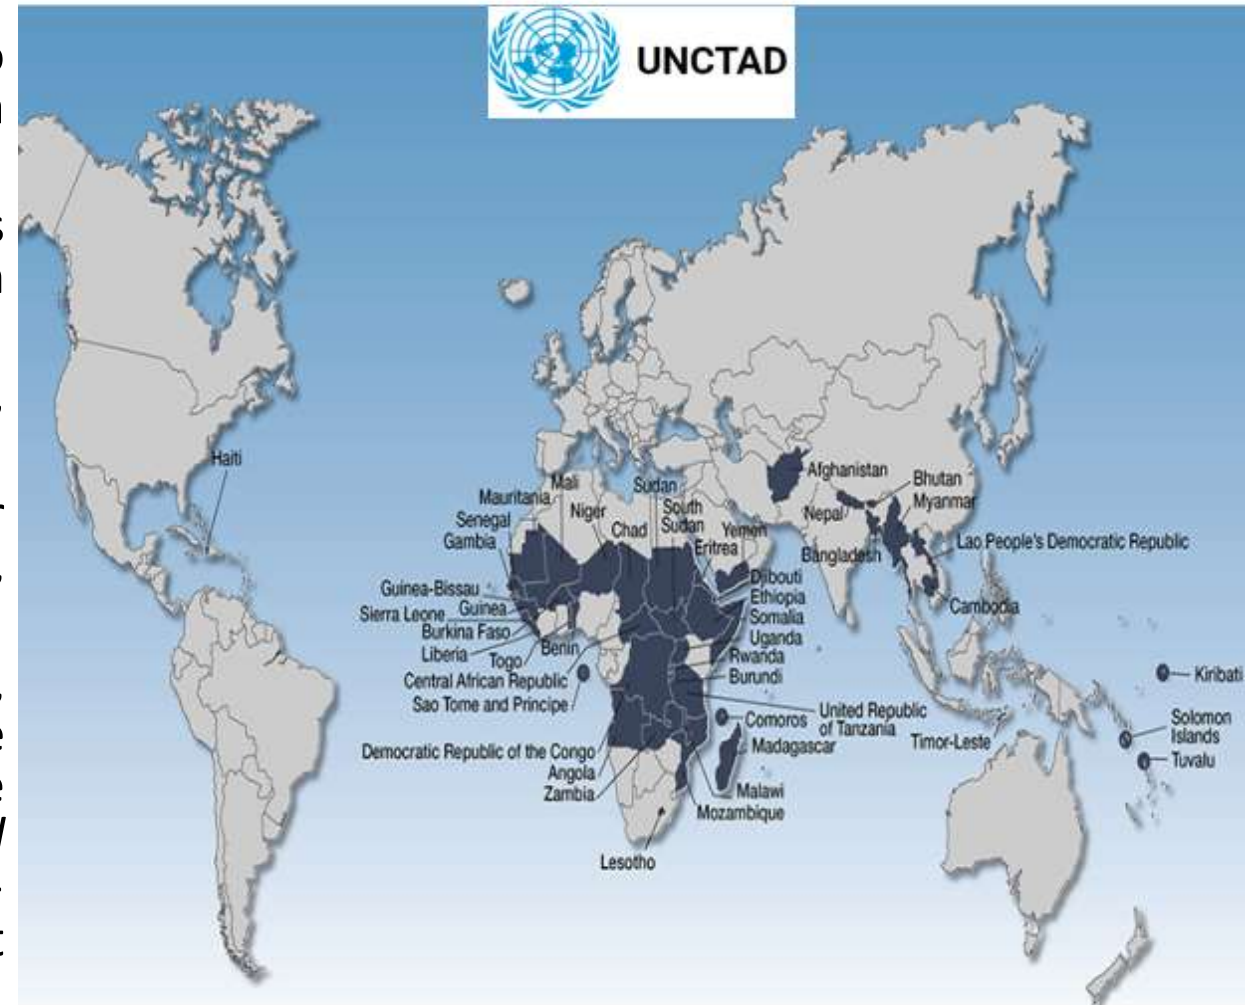 UNCTAD
Haiti
Mali
Sudan
Mauritania
Niger
South
Sudan
Senegal
Chad
Yemen
Gambia
Eritrea
Afghanistan
Bhutan
Myanmar
Nepal
Bangladesh
Lao People's Democratic Republic
Cambodia
Djibouti
Ethiopia
Somalia
Uganda
Rwanda
Burundi
Guinea-Bissau
Guinea
Sierra Leone
Burkina Faso
Liberia
Togo
Benin
Central African Republic
Sao Tome and Principe
Comoros
United Republic
of Tanzania
Madagascar
Democratic Republic of the Congo
Angola
Zambia
Malawi
Mozambique
Lesotho
Timor-Leste
Kiribati
Solomon
Islands
Tuvalu